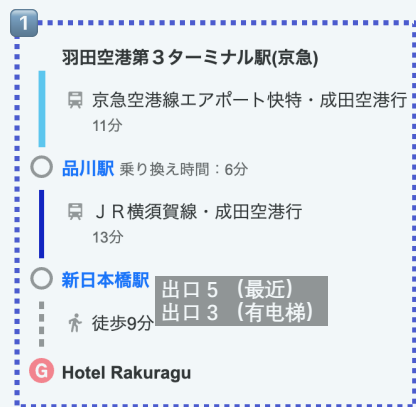 1
羽田空港第３ターミナル駅(京急)
京急空港線エアポート快特・成田空港行
11分
品川駅 乗り換え時間：6分
ＪＲ横須賀線・成田空港行
13分
新日本橋駅
出口 5 （最近）
出口 3 （有电梯）
徒歩9分
G Hotel Rakuragu